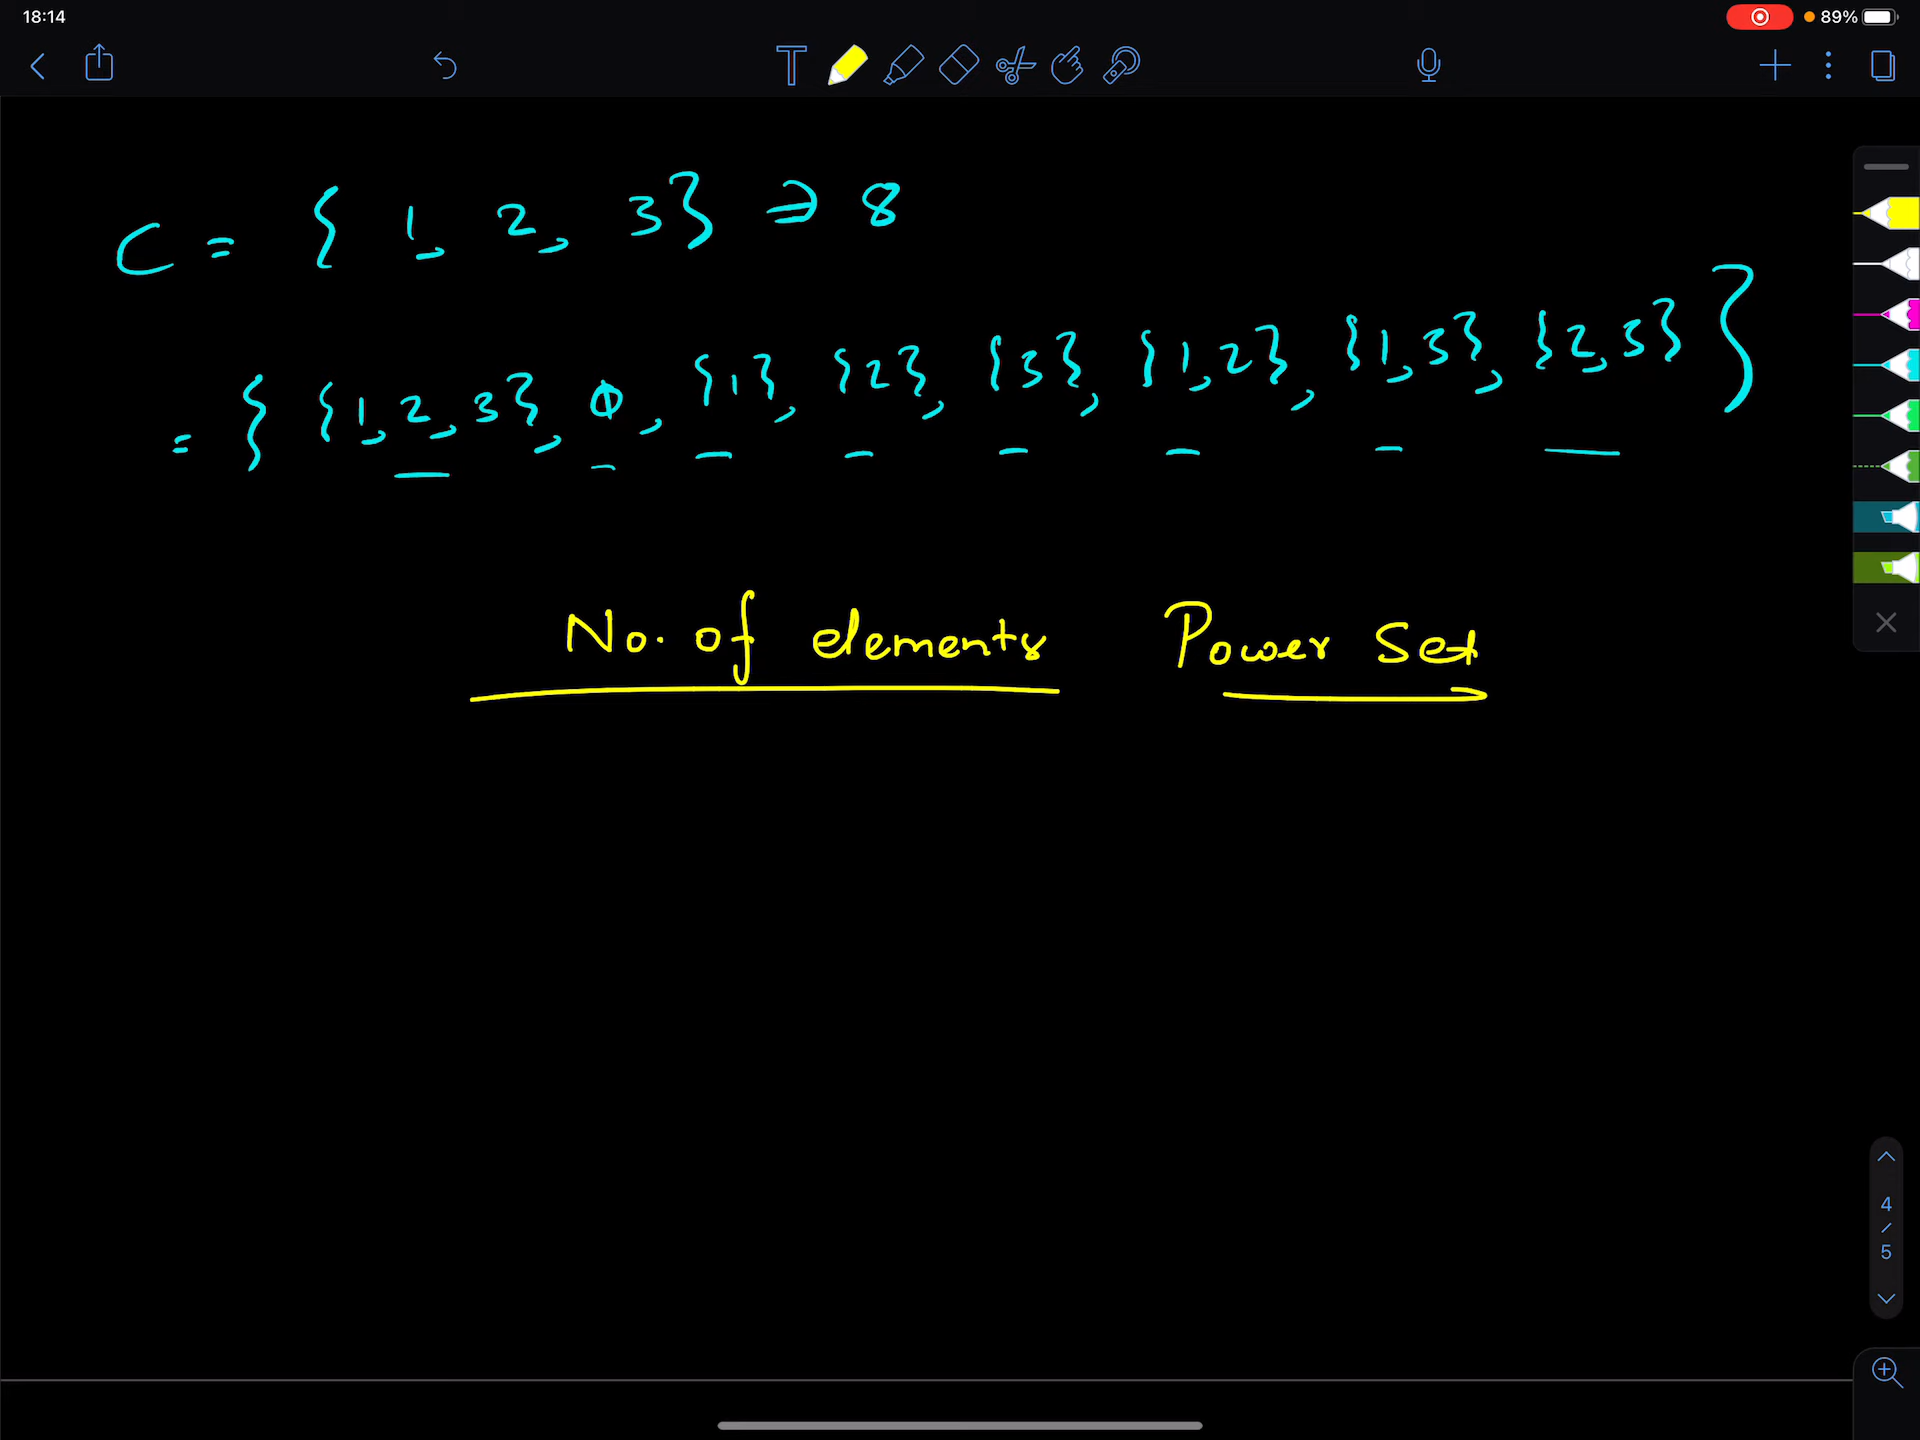 18:14
89%
C = { 1, 2, 3} ⇒ 8
= { {1, 2, 3}, φ, {1}, {2}, {3}, {1,2}, {1,3}, {2,3} }
No. of elements Power Set
4
/
5